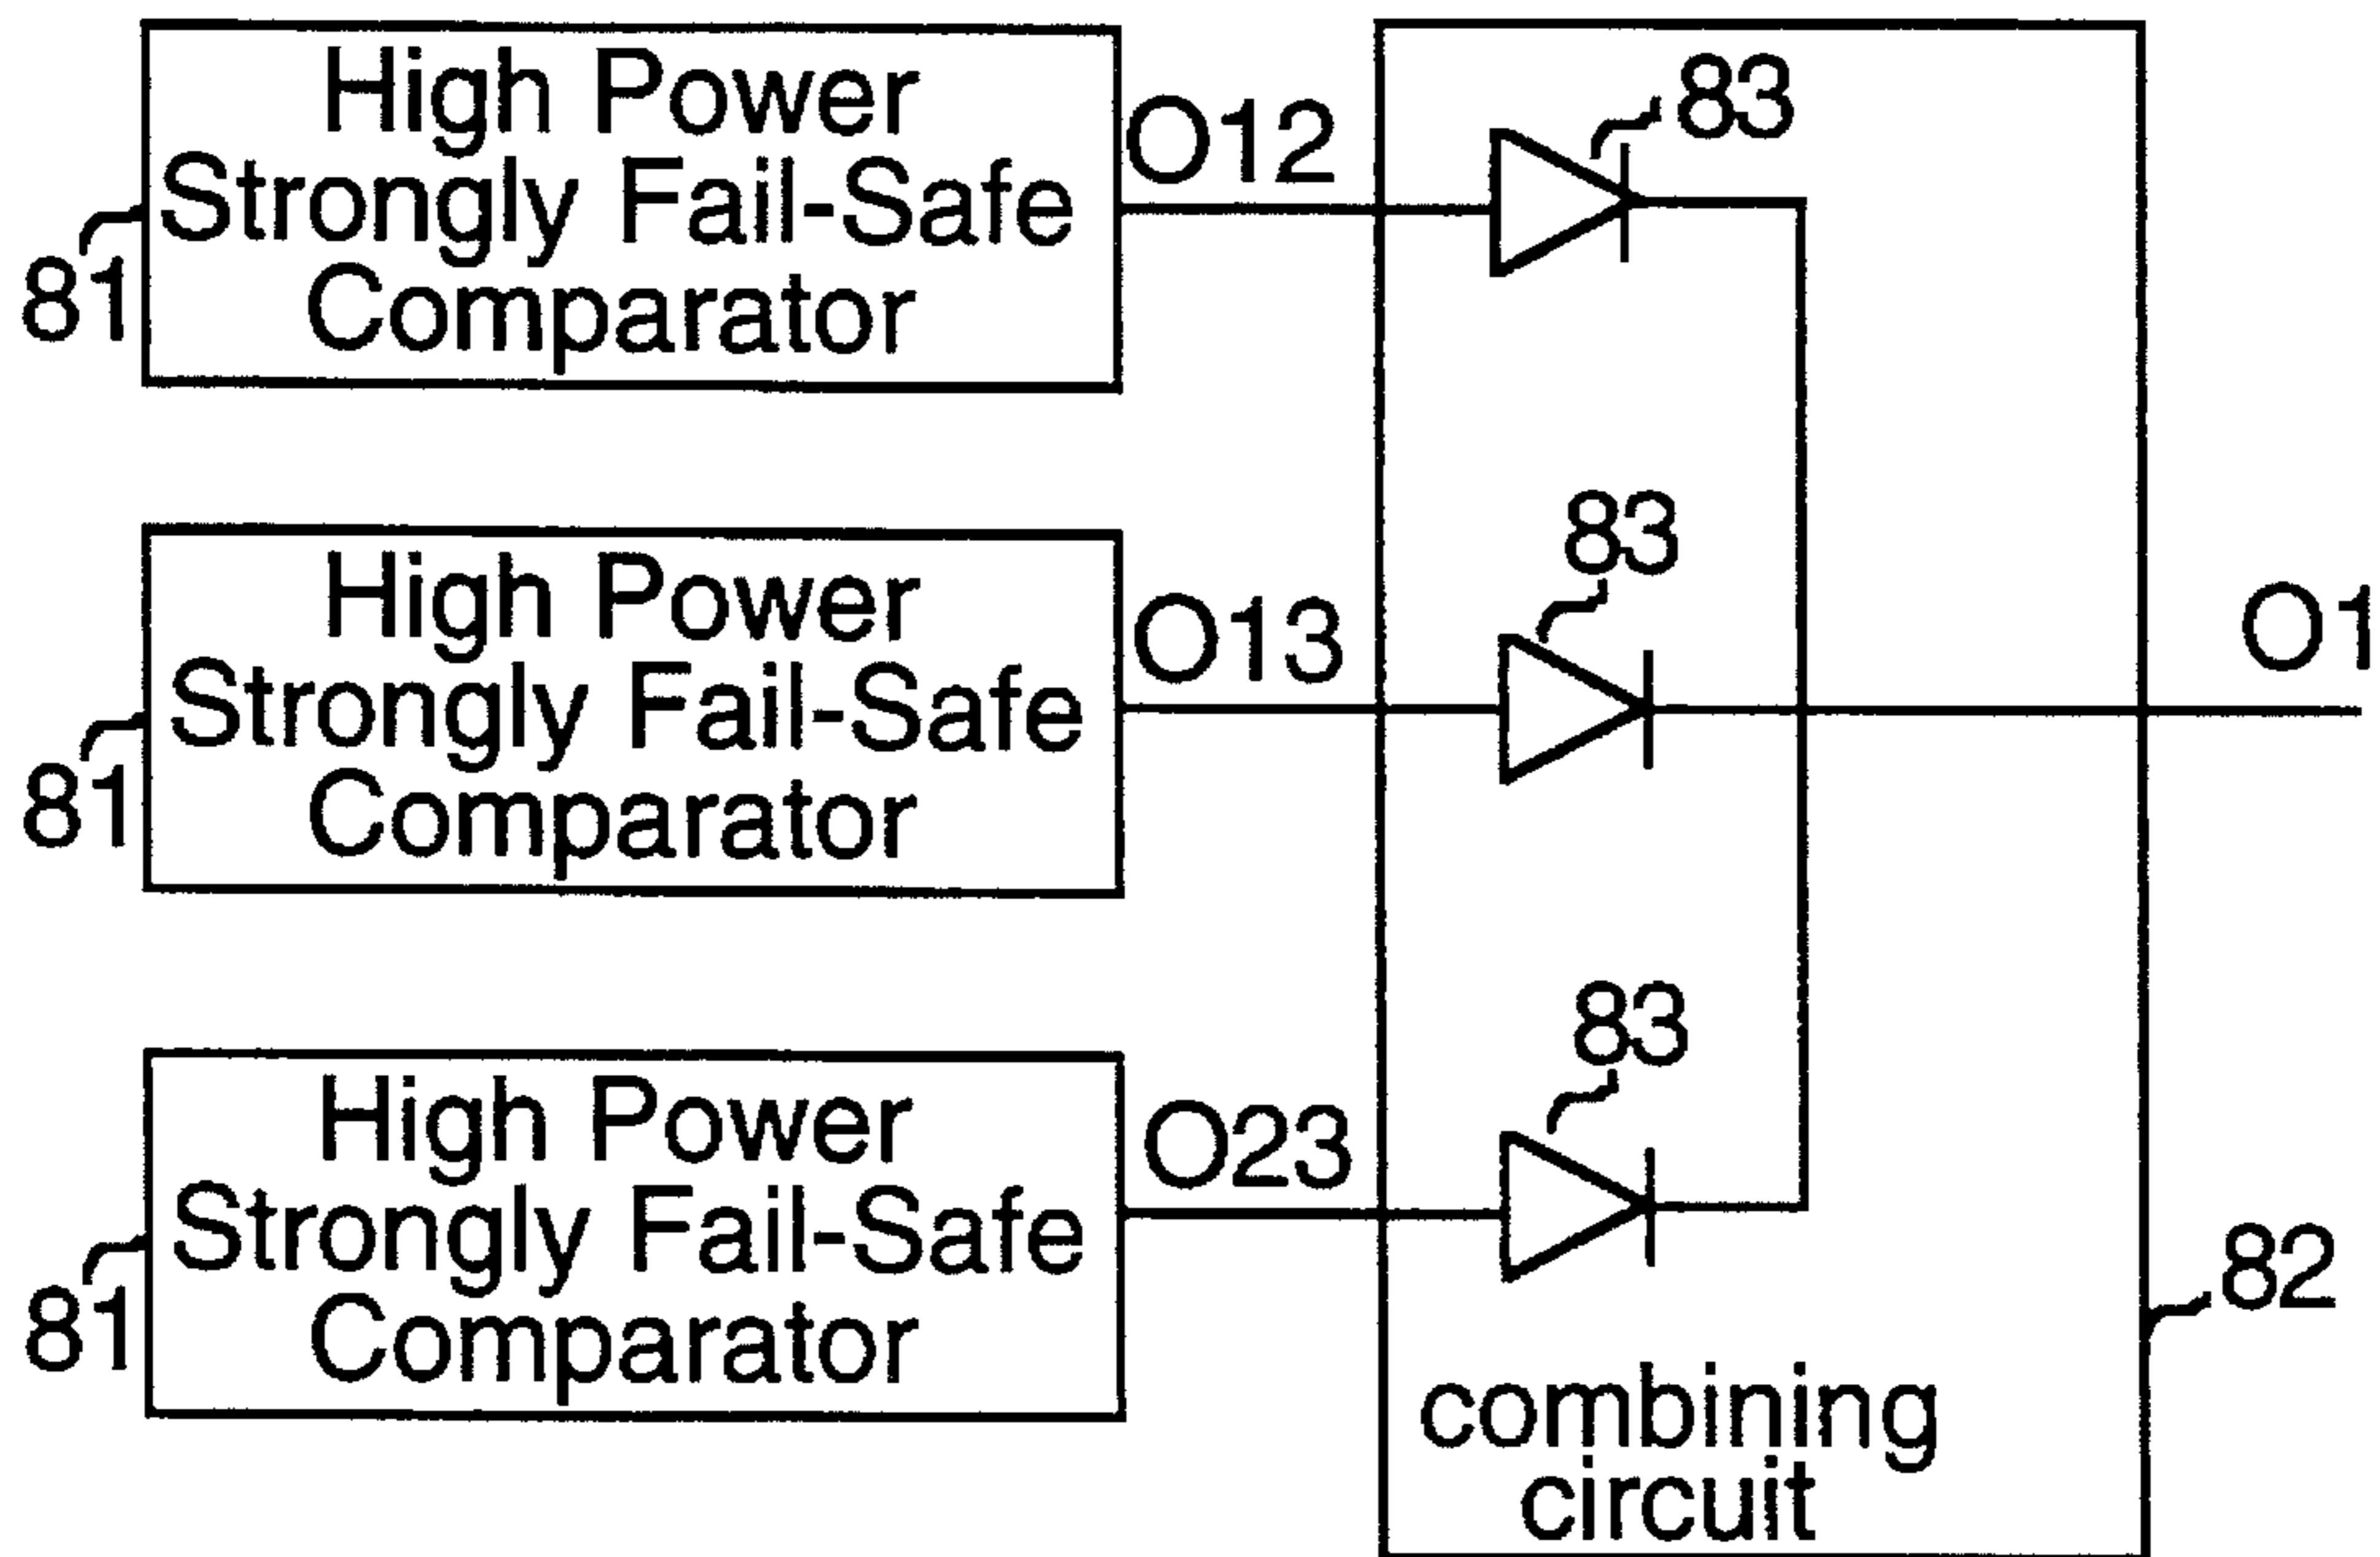 High Power
Strongly Fail-Safe
Comparator
81
O12
83
High Power
Strongly Fail-Safe
Comparator
81
O13
83
O1
High Power
Strongly Fail-Safe
Comparator
81
O23
83
82
combining
circuit